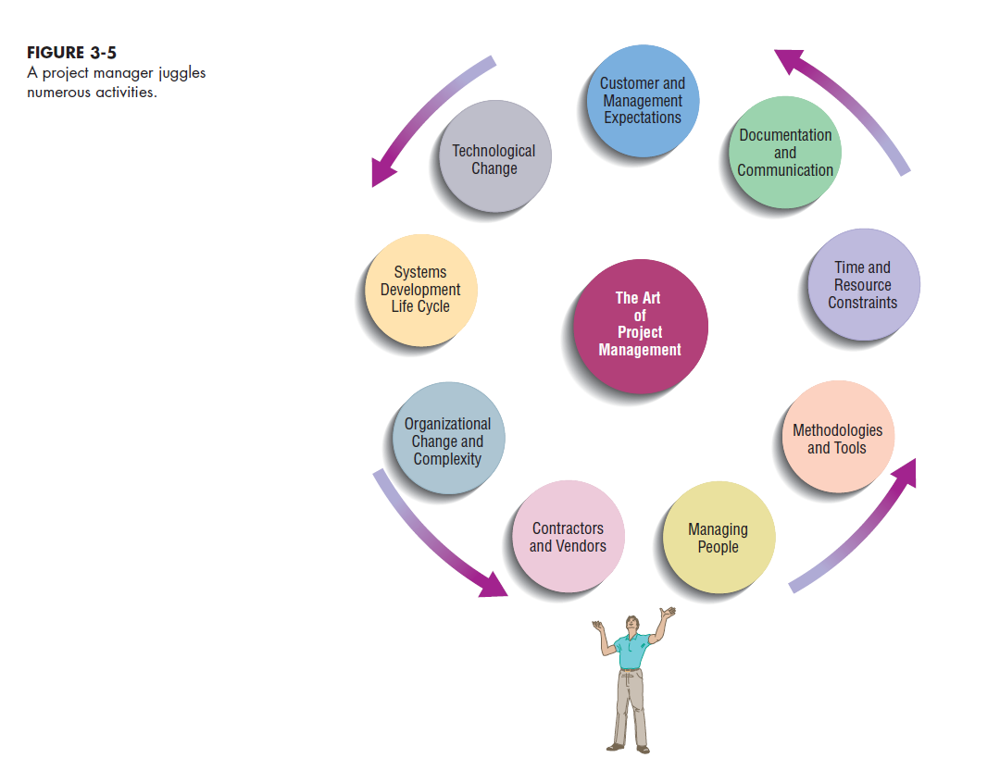 FIGURE 3-5
A project manager juggles
numerous activities.
Customer and
Management
Expectations
Documentation
and
Communication
Technological
Change
Time and
Resource
Constraints
Systems
Development
Life Cycle
The Art
of
Project
Management
Organizational
Change and
Complexity
Methodologies
and Tools
Contractors
and Vendors
Managing
People